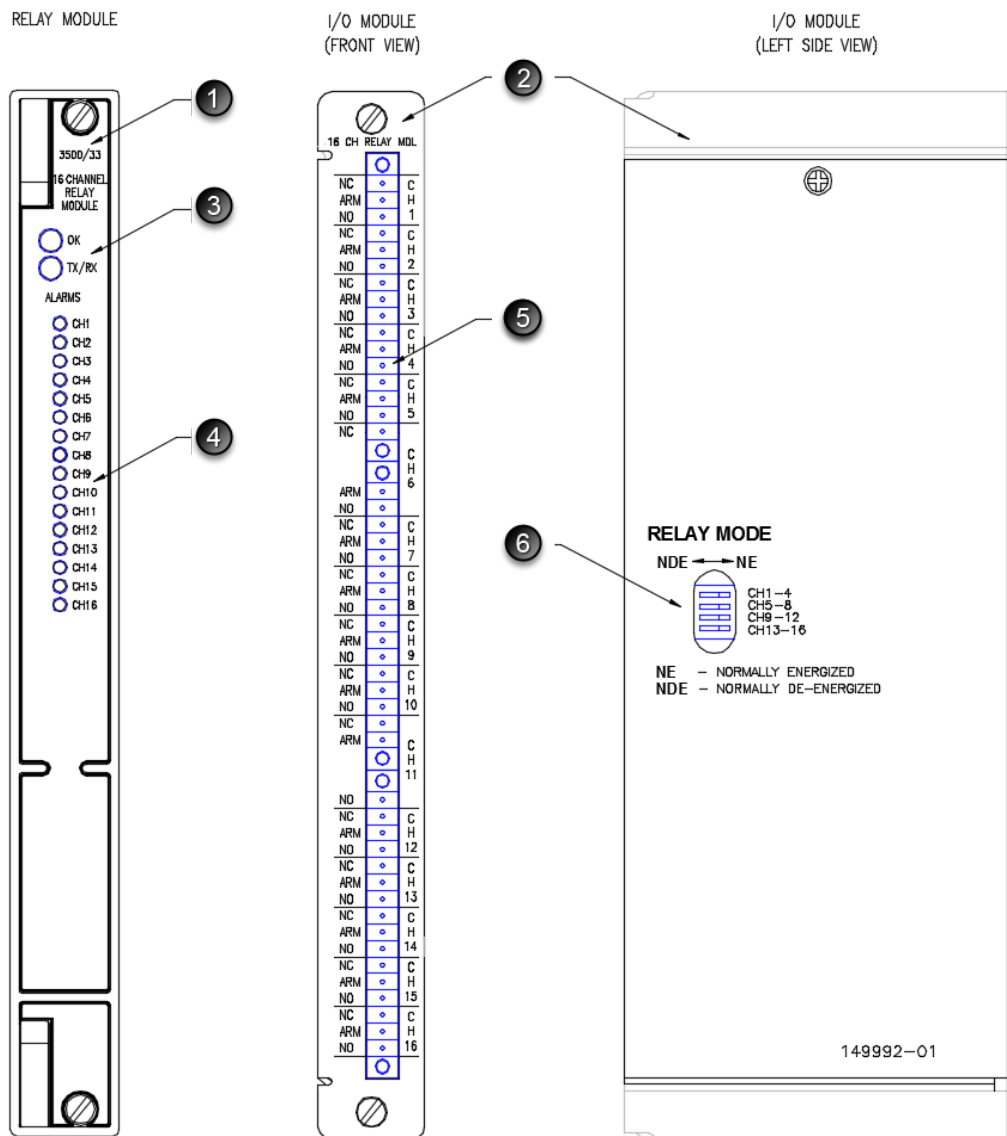 RELAY MODULE
I/O MODULE
(FRONT VIEW)
I/O MODULE
(LEFT SIDE VIEW)
1
2
3
4
5
6
3500/33
16 CHANNEL
RELAY
MODULE
OK
TX/RX
ALARMS
CH1
CH2
CH3
CH4
CH5
CH6
CH7
CH8
CH9
CH10
CH11
CH12
CH13
CH14
CH15
CH16
16 CH RELAY MDL
NC
ARM
NO
CH
1
NC
ARM
NO
CH
2
NC
ARM
NO
CH
3
NC
ARM
NO
CH
4
NC
ARM
NO
CH
5
NC
ARM
NO
CH
6
NC
ARM
NO
CH
7
NC
ARM
NO
CH
8
NC
ARM
NO
CH
9
NC
ARM
NO
CH
10
NC
ARM
NO
CH
11
NC
ARM
NO
CH
12
NC
ARM
NO
CH
13
NC
ARM
NO
CH
14
NC
ARM
NO
CH
15
NC
ARM
NO
CH
16
RELAY MODE
NDE NE
CH1-4
CH5-8
CH9-12
CH13-16
NE - NORMALLY ENERGIZED
NDE - NORMALLY DE-ENERGIZED
149992-01